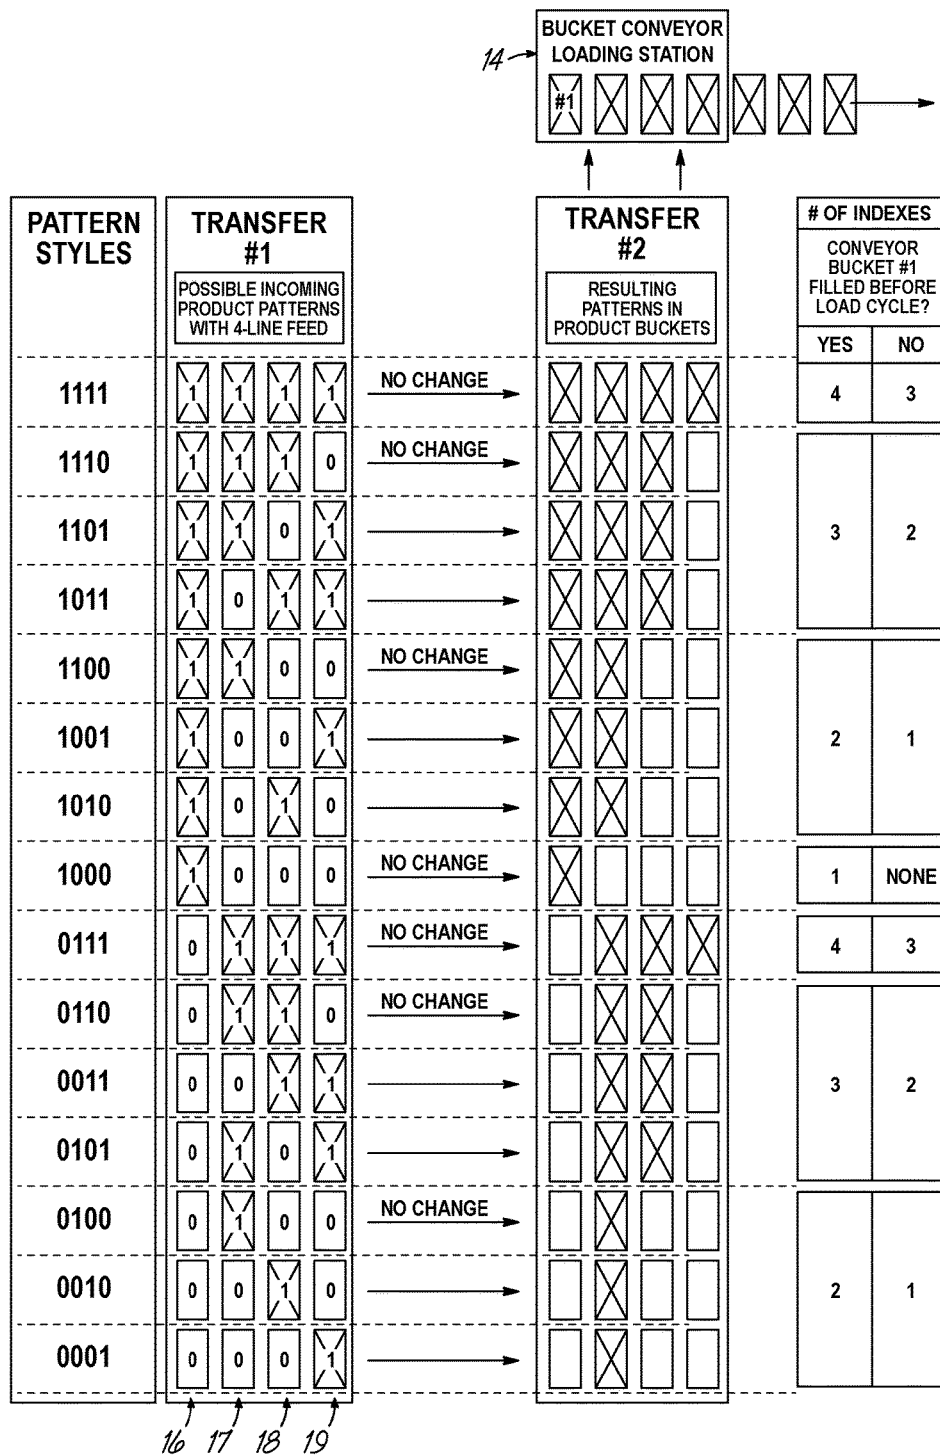 BUCKET CONVEYOR
LOADING STATION
14
#1
PATTERN
STYLES
TRANSFER
#1
POSSIBLE INCOMING
PRODUCT PATTERNS
WITH 4-LINE FEED
TRANSFER
#2
RESULTING
PATTERNS IN
PRODUCT BUCKETS
# OF INDEXES
CONVEYOR
BUCKET #1
FILLED BEFORE
LOAD CYCLE?
YES NO
1111 1 1 1 1 NO CHANGE 4 3
1110 1 1 1 0 NO CHANGE
1101 1 1 0 1 3 2
1011 1 0 1 1
1100 1 1 0 0 NO CHANGE
1001 1 0 0 1 2 1
1010 1 0 1 0
1000 1 0 0 0 NO CHANGE 1 NONE
0111 0 1 1 1 NO CHANGE 4 3
0110 0 1 1 0 NO CHANGE
0011 0 0 1 1 3 2
0101 0 1 0 1
0100 0 1 0 0 NO CHANGE
0010 0 0 1 0 2 1
0001 0 0 0 1
16 17 18 19